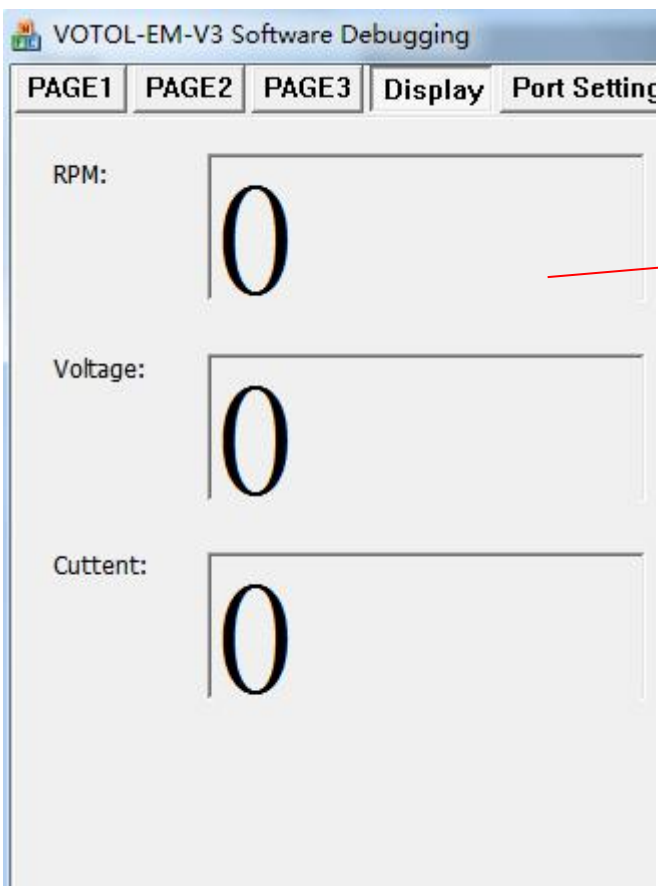 VOTOL-EM-V3 Software Debugging
PAGE1 PAGE2 PAGE3 Display Port Setting
RPM:
0
Voltage:
0
Cuttent:
0